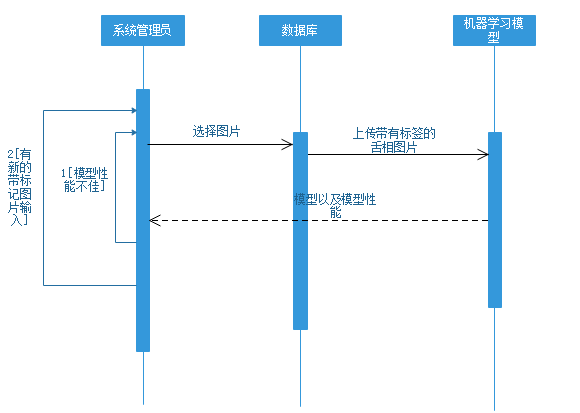 系统管理员
数据库
机器学习模
型
选择图片
上传带有标签的
舌相图片
2[有
新的
带标
记图
片输
入]
1[模型性
能不佳]
模型以及模型性
能